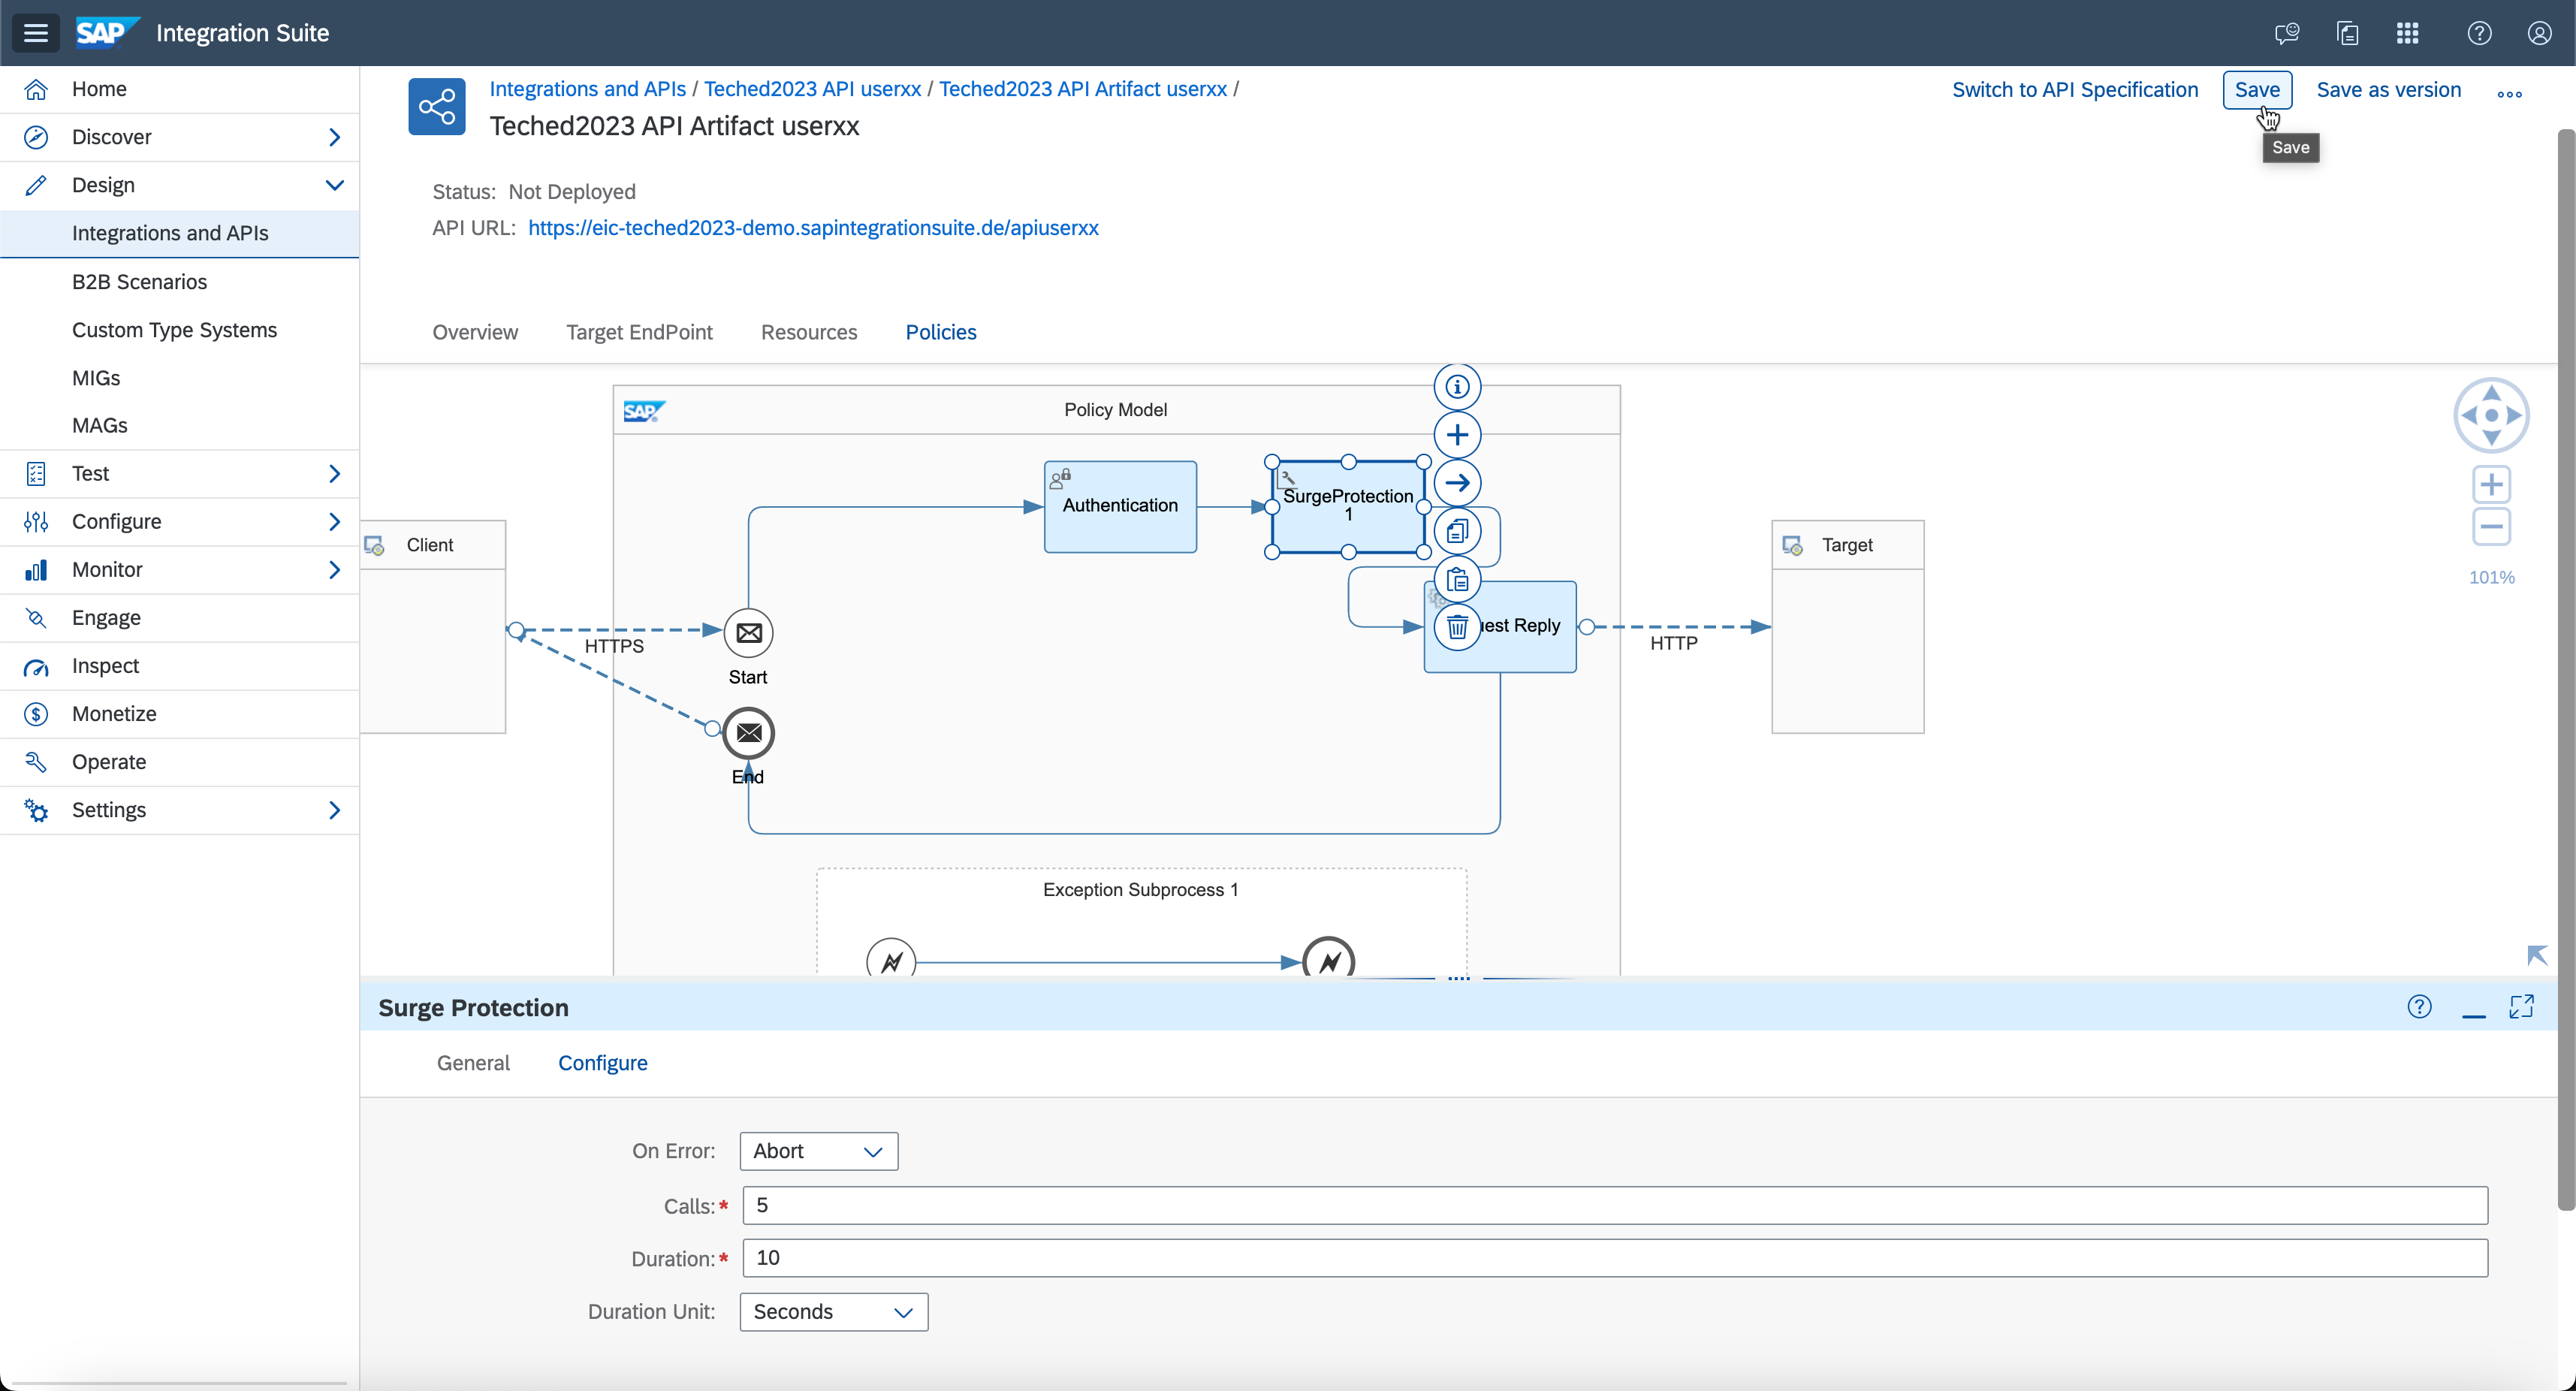 SAP Integration Suite
Home
Discover
Design
Integrations and APIs
B2B Scenarios
Custom Type Systems
MIGs
MAGs
Test
Configure
Monitor
Engage
Inspect
Monetize
Operate
Settings
Integrations and APIs / Teched2023 API userxx / Teched2023 API Artifact userxx /
Teched2023 API Artifact userxx
Switch to API Specification
Save
Save as version
Save
Status: Not Deployed
API URL: https://eic-teched2023-demo.sapintegrationsuite.de/apiuserxx
Overview
Target EndPoint
Resources
Policies
SAP
Policy Model
Authentication
SurgeProtection
1
Client
Target
101%
est Reply
HTTPS
HTTP
Start
End
Exception Subprocess 1
Surge Protection
General
Configure
On Error: Abort
Calls:* 5
Duration:* 10
Duration Unit: Seconds